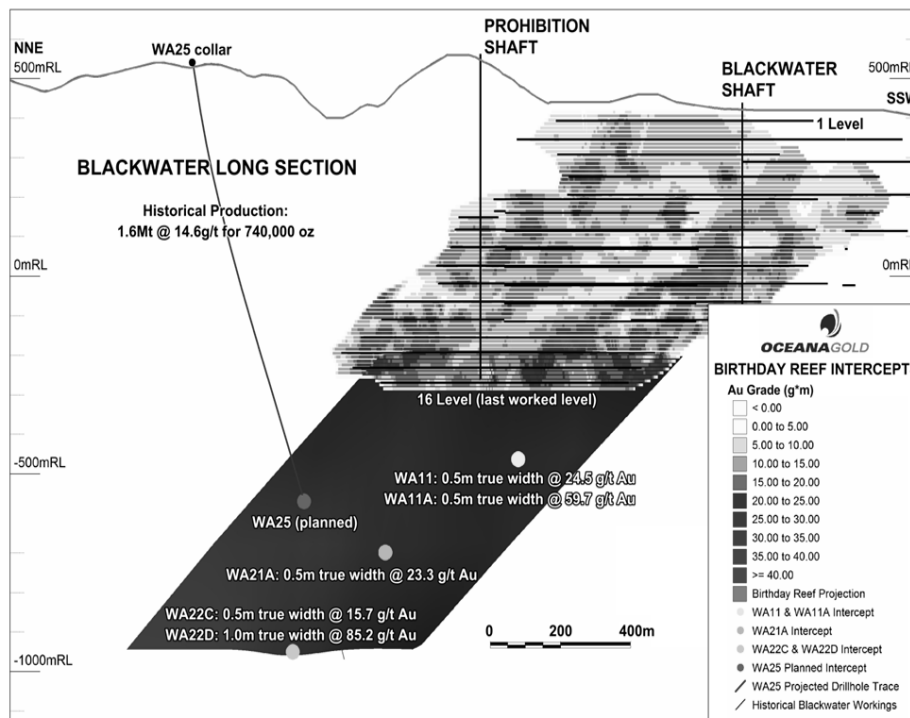 PROHIBITION
SHAFT
NNE
WA25 collar
500mRL
500mRL
BLACKWATER
SHAFT
SSW
1 Level
BLACKWATER LONG SECTION
Historical Production:
1.6Mt @ 14.6g/t for 740,000 oz
0mRL
0mRL
16 Level (last worked level)
-500mRL
WA11: 0.5m true width @ 24.5 g/t Au
WA11A: 0.5m true width @ 59.7 g/t Au
WA25 (planned)
WA21A: 0.5m true width @ 23.3 g/t Au
WA22C: 0.5m true width @ 15.7 g/t Au
WA22D: 1.0m true width @ 85.2 g/t Au
-1000mRL
0 200 400m
OCEANAGOLD
BIRTHDAY REEF INTERCEPT
Au Grade (g*m)
< 0.00
0.00 to 5.00
5.00 to 10.00
10.00 to 15.00
15.00 to 20.00
20.00 to 25.00
25.00 to 30.00
30.00 to 35.00
35.00 to 40.00
>= 40.00
Birthday Reef Projection
WA11 & WA11A Intercept
WA21A Intercept
WA22C & WA22D Intercept
WA25 Planned Intercept
WA25 Projected Drillhole Trace
Historical Blackwater Workings